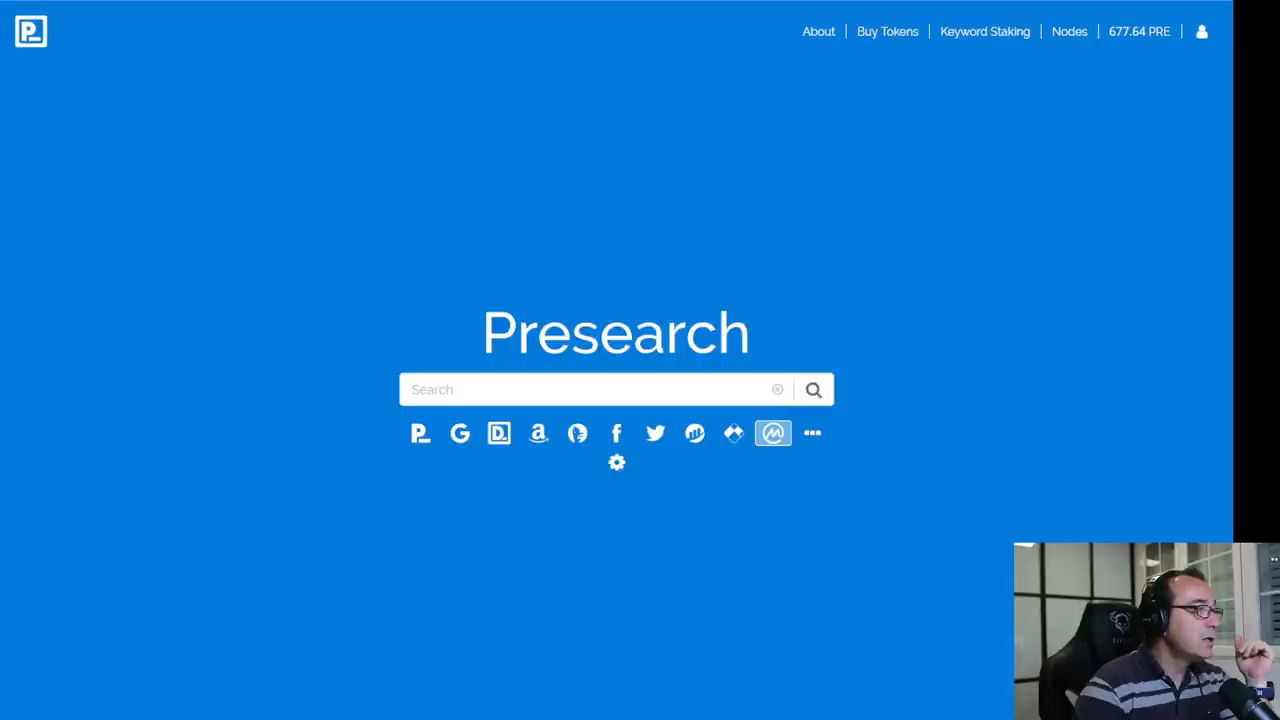 About
Buy Tokens
Keyword Staking
Nodes
677.64 PRE
Presearch
Search